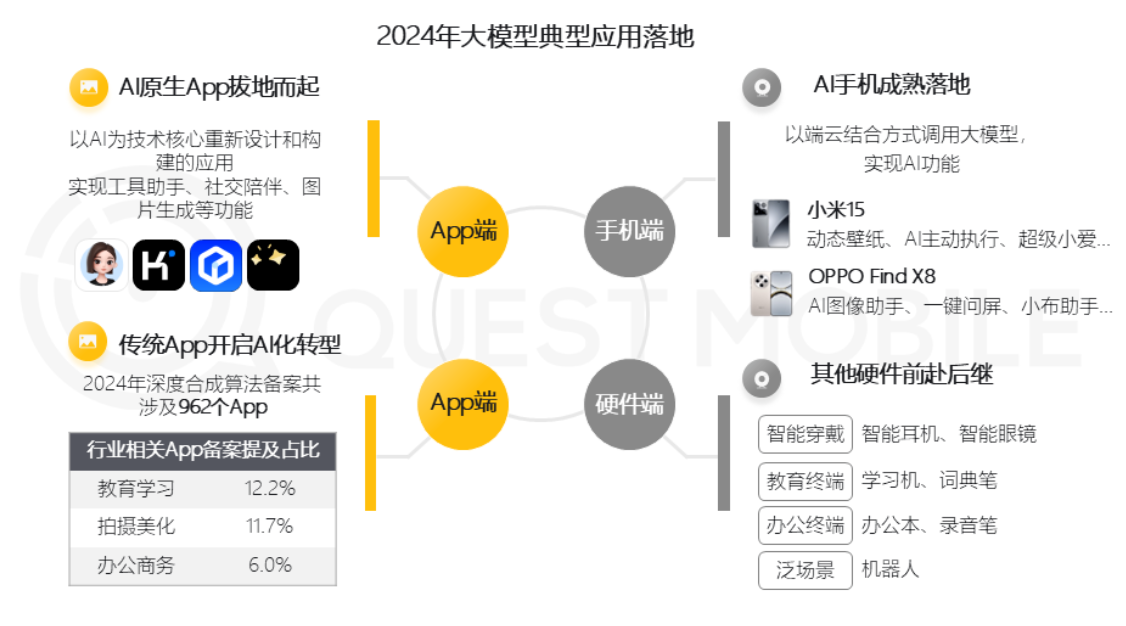 2024年大模型典型应用落地
AI原生App拔地而起
以AI为技术核心重新设计和构
建的应用
实现工具助手、社交陪伴、图
片生成等功能
传统App开启AI化转型
2024年深度合成算法备案共
涉及962个App
行业相关App备案提及占比
教育学习 12.2%
拍摄美化 11.7%
办公商务 6.0%
App端
手机端
App端
硬件端
AI手机成熟落地
以端云结合方式调用大模型，
实现AI功能
小米15
动态壁纸、AI主动执行、超级小爱...
OPPO Find X8
AI图像助手、一键问屏、小布助手...
其他硬件前赴后继
智能穿戴 智能耳机、智能眼镜
教育终端 学习机、词典笔
办公终端 办公本、录音笔
泛场景 机器人
QUEST MOBILE